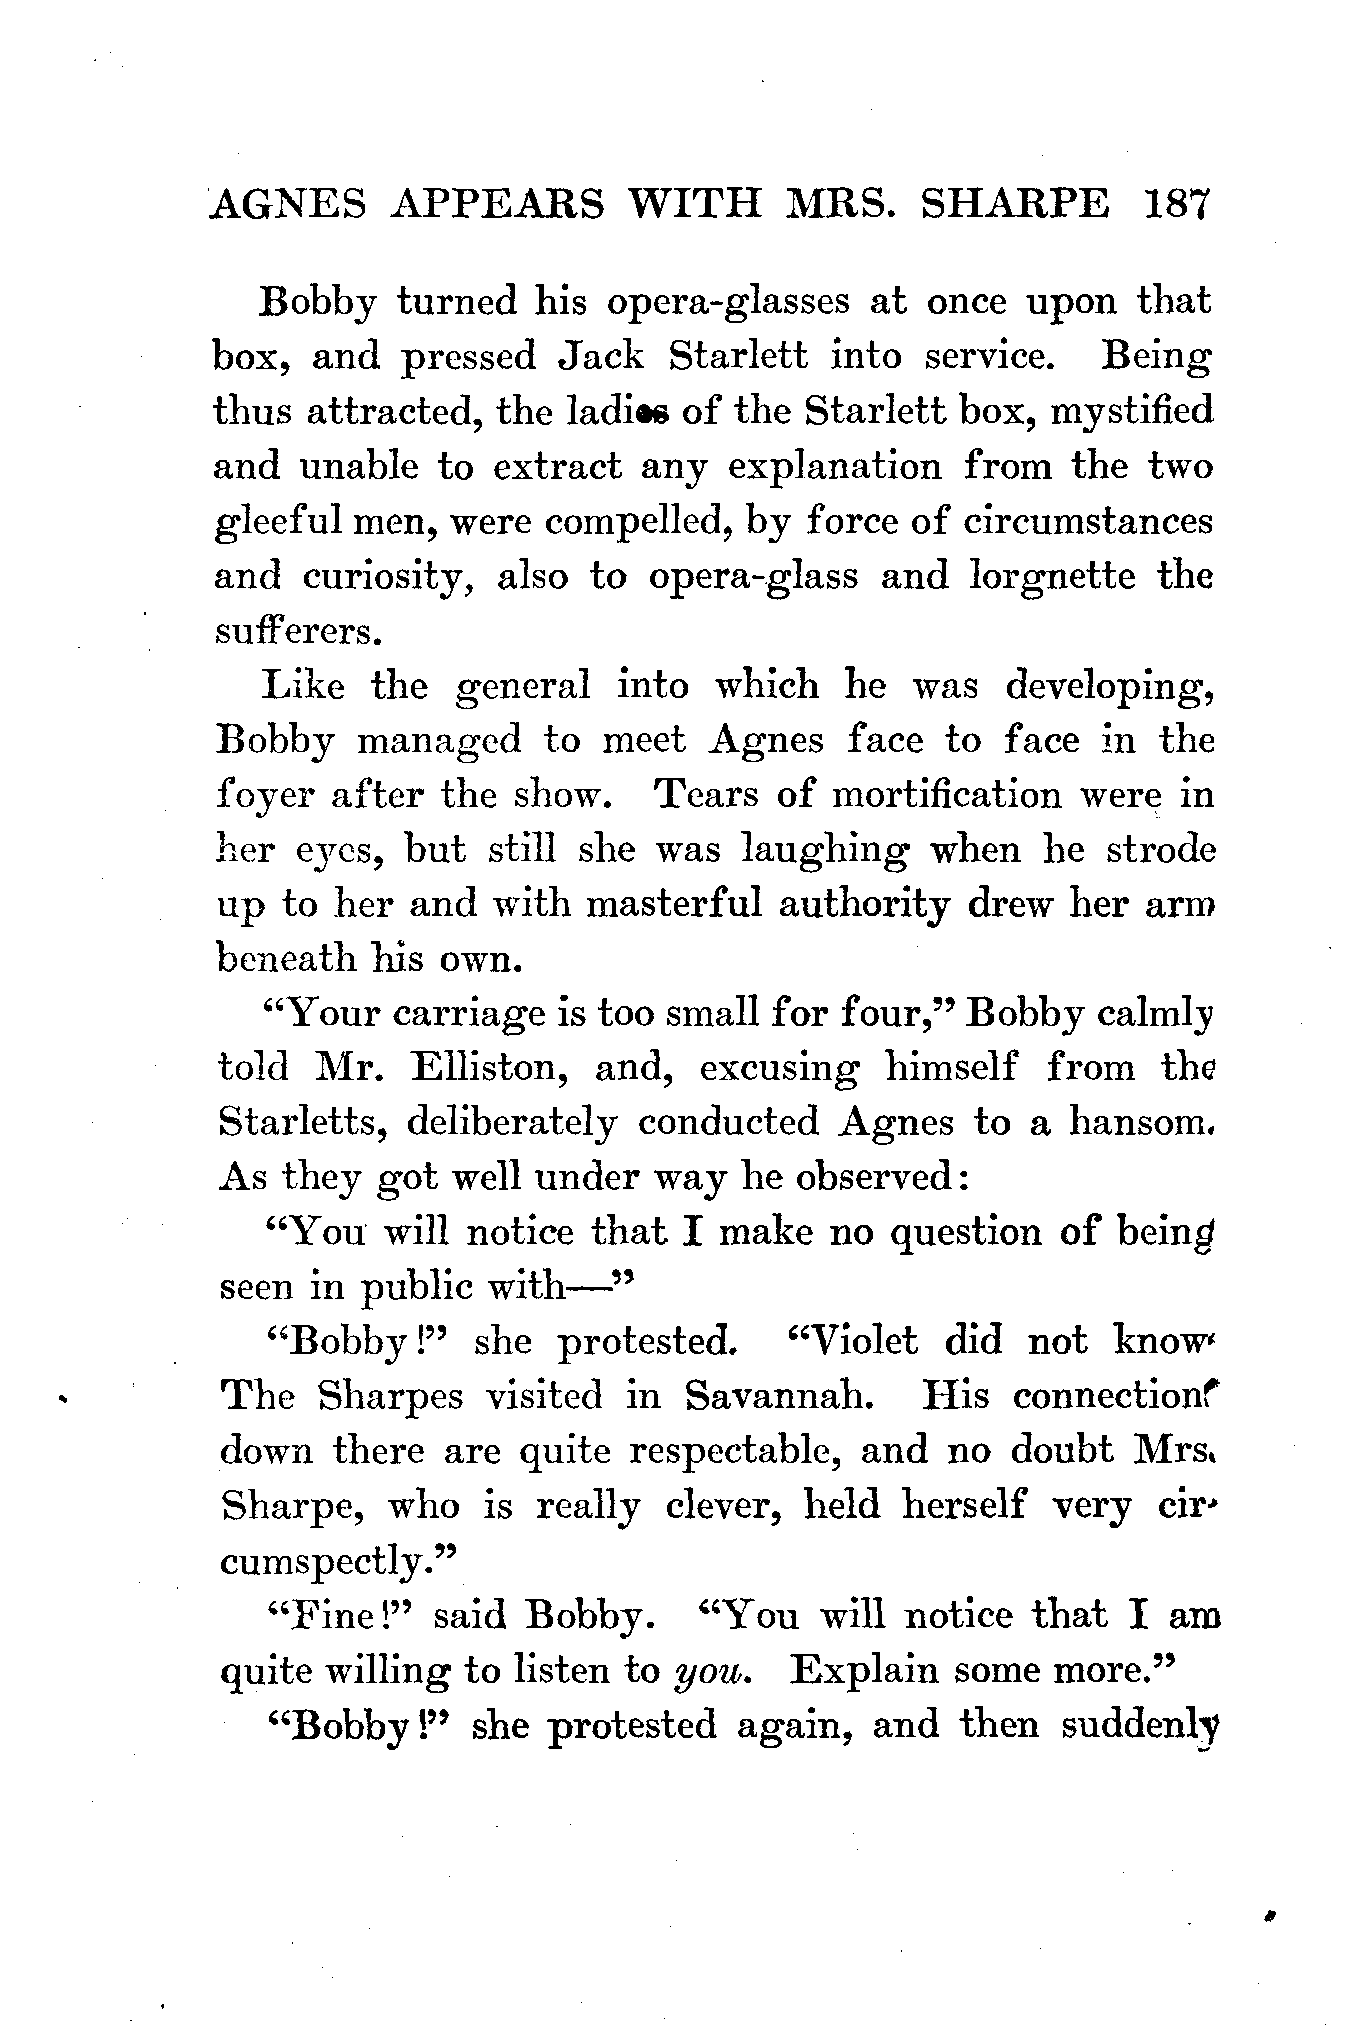 AGNES APPEARS WITH MRS. SHARPE 187
Bobby turned his opera-glasses at once upon that
box, and pressed Jack Starlett into service. Being
thus attracted, the ladies of the Starlett box, mystified
and unable to extract any explanation from the two
gleeful men, were compelled, by force of circumstances
and curiosity, also to opera-glass and lorgnette the
sufferers.
Like the general into which he was developing,
Bobby managed to meet Agnes face to face in the
foyer after the show. Tears of mortification were in
her eyes, but still she was laughing when he strode
up to her and with masterful authority drew her arm
beneath his own.
“Your carriage is too small for four,” Bobby calmly
told Mr. Elliston, and, excusing himself from the
Starletts, deliberately conducted Agnes to a hansom.
As they got well under way he observed:
“You will notice that I make no question of being
seen in public with—”
“Bobby!” she protested. “Violet did not know.
The Sharpes visited in Savannah. His connections
down there are quite respectable, and no doubt Mrs.
Sharpe, who is really clever, held herself very cir-
cumspectly.”
“Fine!” said Bobby. “You will notice that I am
quite willing to listen to you. Explain some more.”
“Bobby!” she protested again, and then suddenly